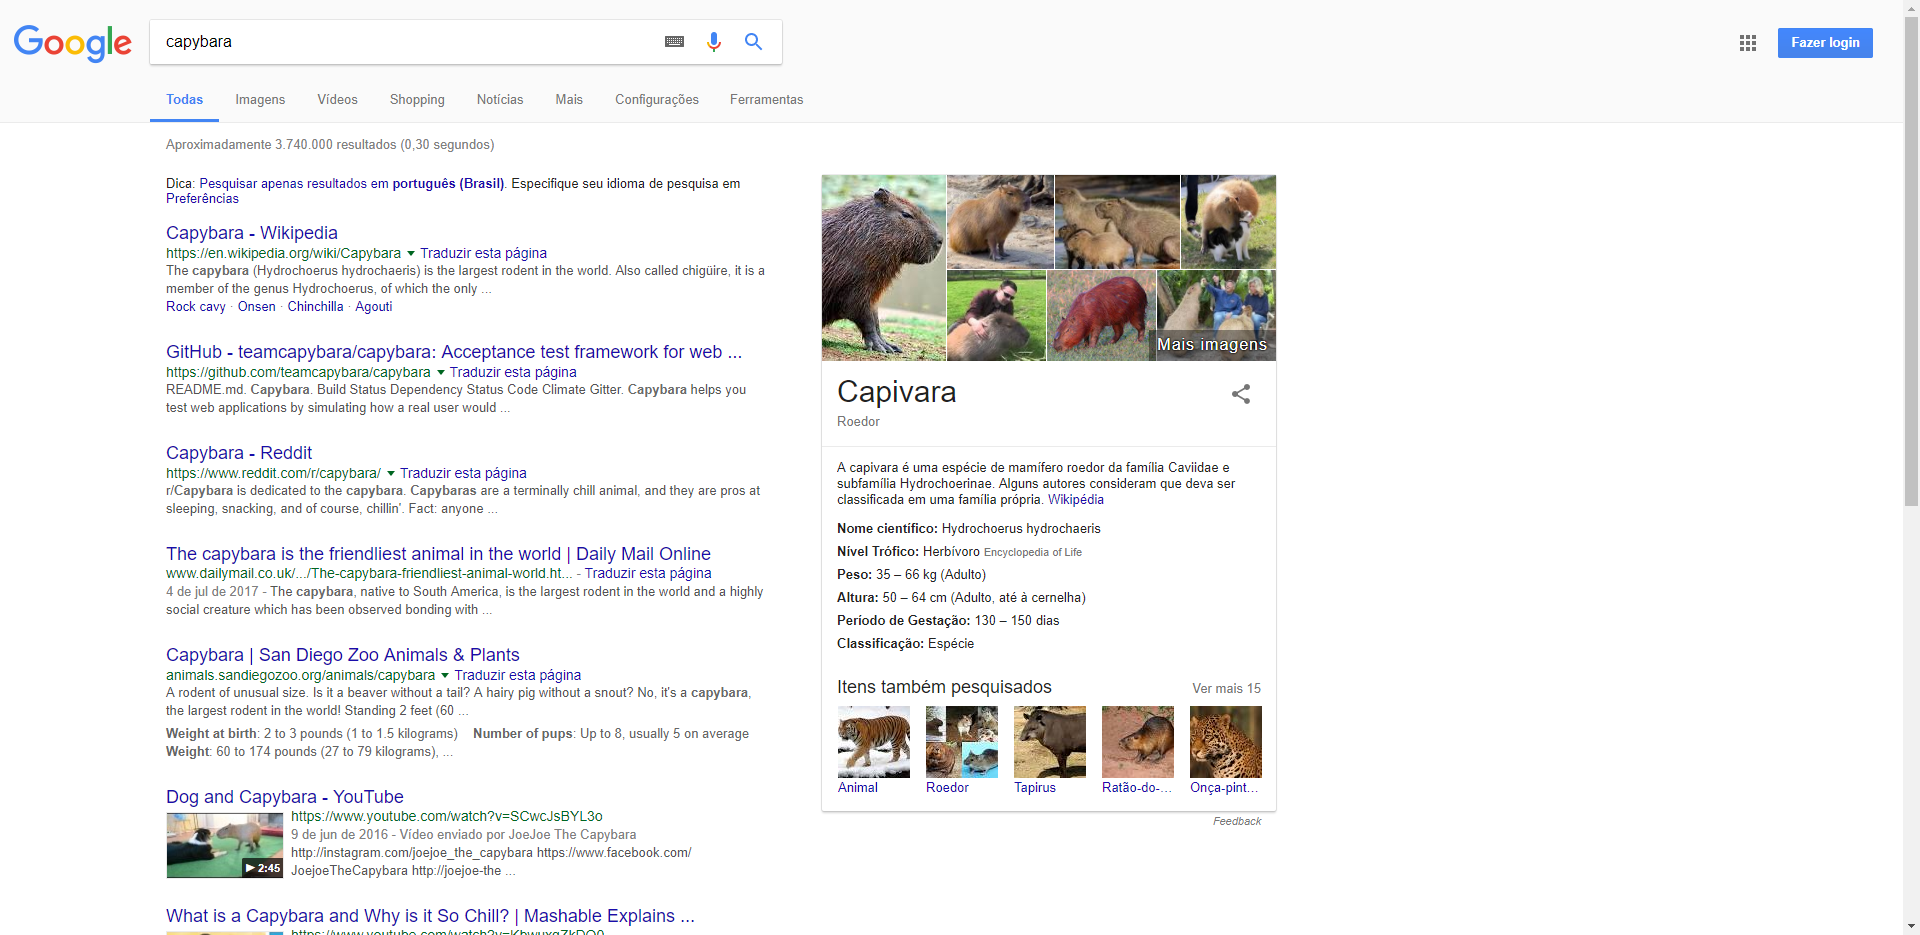 Google
capybara
Fazer login
Todas Imagens Vídeos Shopping Notícias Mais Configurações Ferramentas
Aproximadamente 3.740.000 resultados (0,30 segundos)
Dica: Pesquisar apenas resultados em português (Brasil). Especifique seu idioma de pesquisa em
Preferências
Capybara - Wikipedia
https://en.wikipedia.org/wiki/Capybara ▼ Traduzir esta página
The capybara (Hydrochoerus hydrochaeris) is the largest rodent in the world. Also called chigüire, it is a
member of the genus Hydrochoerus, of which the only ...
Rock cavy · Onsen · Chinchilla · Agouti
GitHub - teamcapybara/capybara: Acceptance test framework for web ...
https://github.com/teamcapybara/capybara ▼ Traduzir esta página
README.md. Capybara. Build Status Dependency Status Code Climate Gitter. Capybara helps you
test web applications by simulating how a real user would ...
Capybara - Reddit
https://www.reddit.com/r/capybara/ ▼ Traduzir esta página
r/Capybara is dedicated to the capybara. Capybaras are a terminally chill animal, and they are pros at
sleeping, snacking, and of course, chillin'. Fact: anyone ...
The capybara is the friendliest animal in the world | Daily Mail Online
www.dailymail.co.uk/.../The-capybara-friendliest-animal-world.ht... - Traduzir esta página
4 de jul de 2017 - The capybara, native to South America, is the largest rodent in the world and a highly
social creature which has been observed bonding with ...
Capybara | San Diego Zoo Animals & Plants
animals.sandiegozoo.org/animals/capybara ▼ Traduzir esta página
A rodent of unusual size. Is it a beaver without a tail? A hairy pig without a snout? No, it's a capybara,
the largest rodent in the world! Standing 2 feet (60 ...
Weight at birth: 2 to 3 pounds (1 to 1.5 kilograms) Number of pups: Up to 8, usually 5 on average
Weight: 60 to 174 pounds (27 to 79 kilograms), ...
Dog and Capybara - YouTube
https://www.youtube.com/watch?v=SCwcJsBYL3o
9 de jun de 2016 - Vídeo enviado por JoeJoe The Capybara
http://instagram.com/joejoe_the_capybara https://www.facebook.com/
JoejoeTheCapybara http://joejoe-the ...
▶ 2:45
What is a Capybara and Why is it So Chill? | Mashable Explains ...
Mais imagens
Capivara
Roedor
A capivara é uma espécie de mamífero roedor da família Caviidae e
subfamília Hydrochoerinae. Alguns autores consideram que deva ser
classificada em uma família própria. Wikipédia
Nome científico: Hydrochoerus hydrochaeris
Nível Trófico: Herbívoro Encyclopedia of Life
Peso: 35 – 66 kg (Adulto)
Altura: 50 – 64 cm (Adulto, até à cernelha)
Período de Gestação: 130 – 150 dias
Classificação: Espécie
Itens também pesquisados Ver mais 15
Animal Roedor Tapirus Ratão-do-... Onça-pint...
Feedback